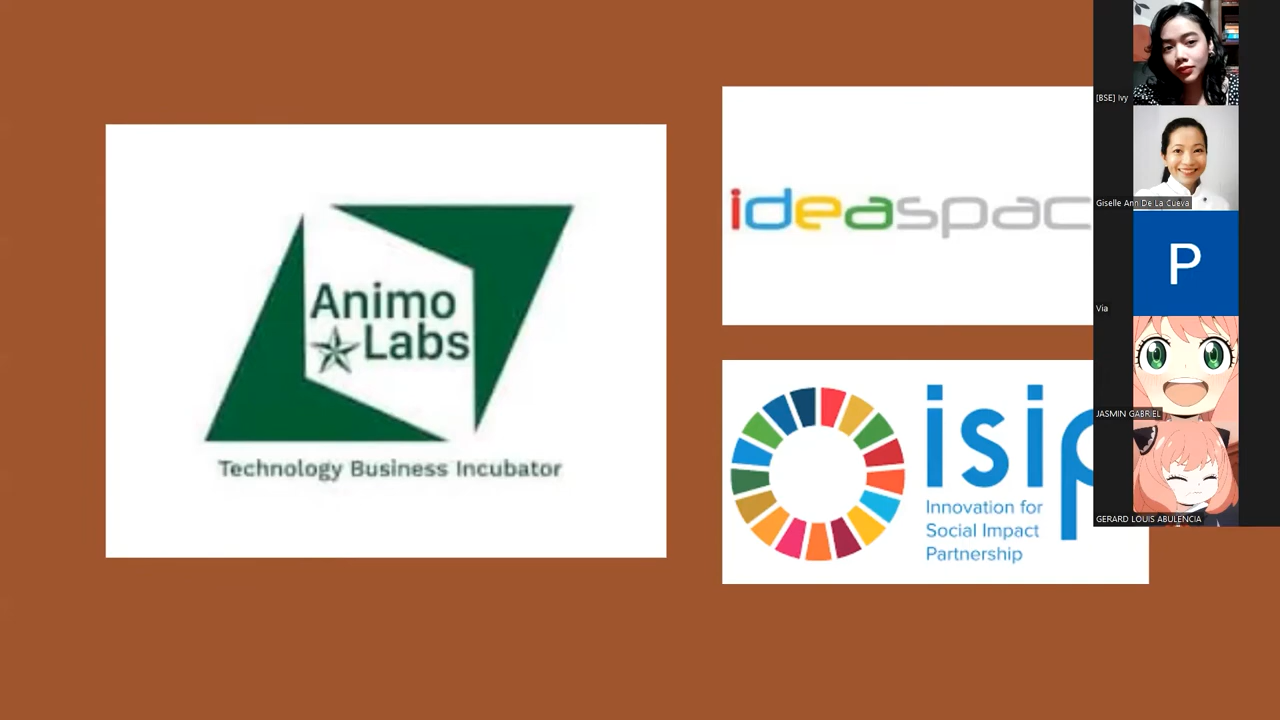 Animo
Labs
Technology Business Incubator
ideaspac
isip
Innovation for
Social Impact
Partnership
[BSE] Ivy
Giselle Ann De La Cueva
P
Via
JASMIN GABRIEL
GERARD LOUIS ABULENCIA